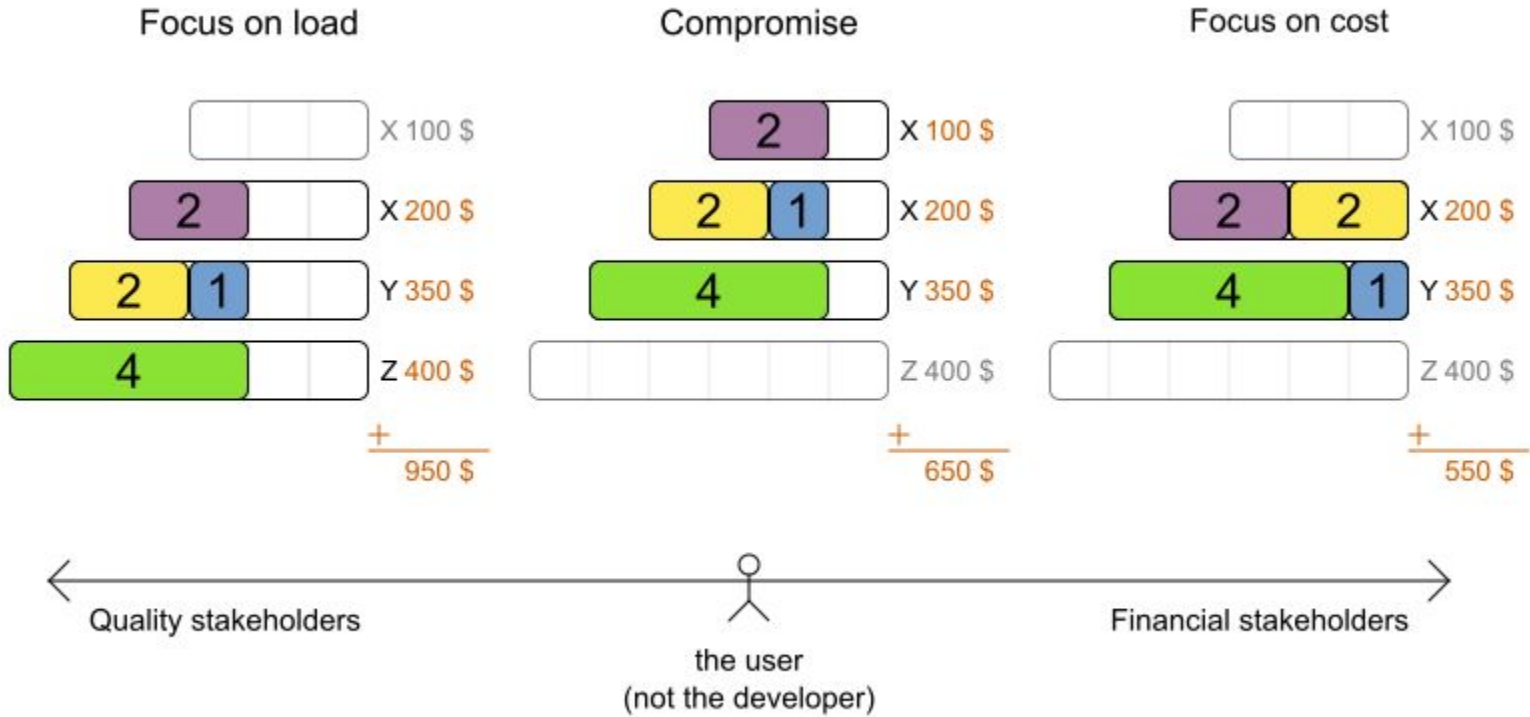 Focus on load
Compromise
Focus on cost
X 100 $
2 X 100 $
X 100 $
2 X 200 $
2 1 X 200 $
2 2 X 200 $
2 1 Y 350 $
4 Y 350 $
4 1 Y 350 $
4 Z 400 $
Z 400 $
Z 400 $
+
+
+
950 $
650 $
550 $
Quality stakeholders
Financial stakeholders
the user
(not the developer)